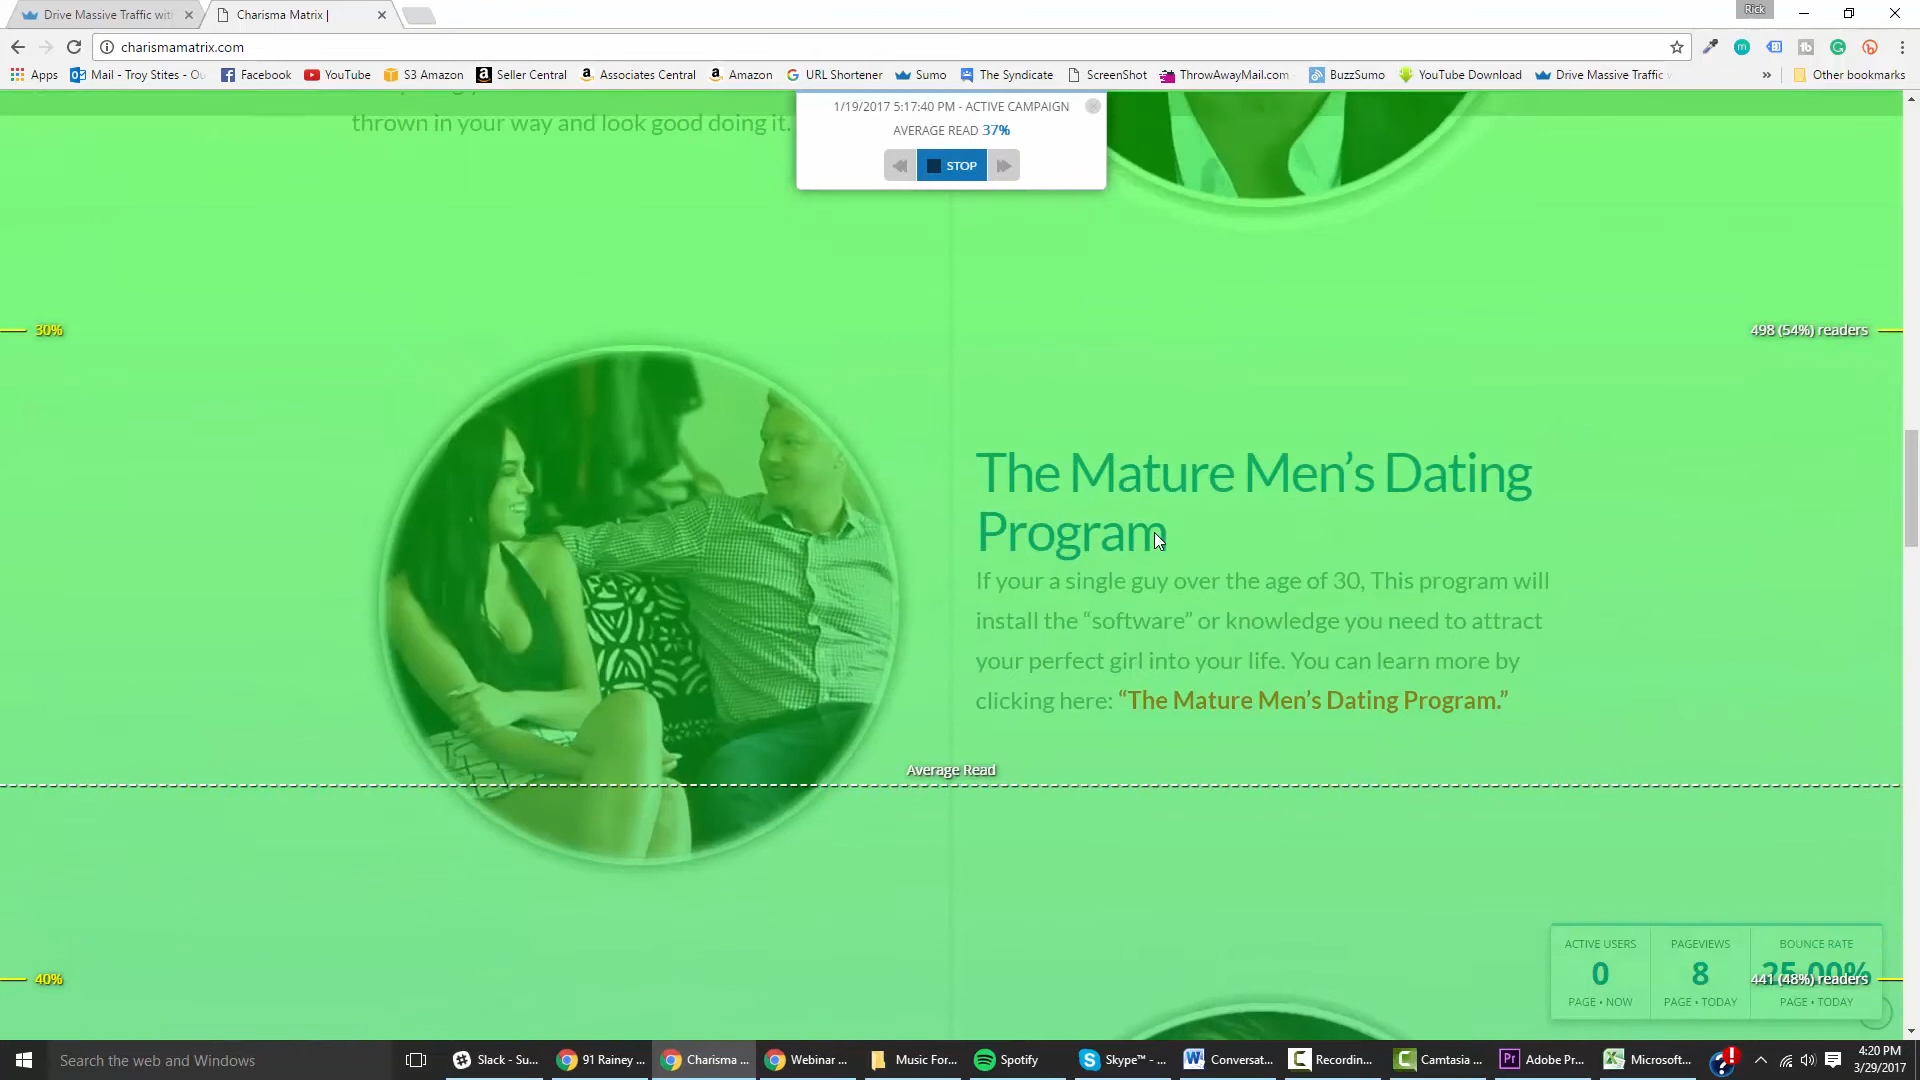 Drive Massive Traffic wit
Charisma Matrix |
Rick
charismamatrix.com
Apps
Mail - Troy Stites - Ou
Facebook
YouTube
S3 Amazon
Seller Central
Associates Central
Amazon
URL Shortener
Sumo
The Syndicate
ScreenShot
ThrowAwayMail.com
BuzzSumo
YouTube Download
Drive Massive Traffic
Other bookmarks
1/19/2017 5:17:40 PM - ACTIVE CAMPAIGN
AVERAGE READ 37%
STOP
thrown in your way and look good doing it.
30%
498 (54%) readers
The Mature Men’s Dating
Program
If your a single guy over the age of 30, This program will
install the “software” or knowledge you need to attract
your perfect girl into your life. You can learn more by
clicking here: “The Mature Men’s Dating Program.”
Average Read
ACTIVE USERS
0
PAGE • NOW
PAGEVIEWS
8
PAGE • TODAY
BOUNCE RATE
25.00%
PAGE • TODAY
40%
441 (48%) readers
Search the web and Windows
Slack - Su...
91 Rainey ...
Charisma ...
Webinar ...
Music For...
Spotify
Skype™ - ...
Conversat...
Recordin...
Camtasia ...
Adobe Pr...
Microsoft...
4:20 PM
3/29/2017